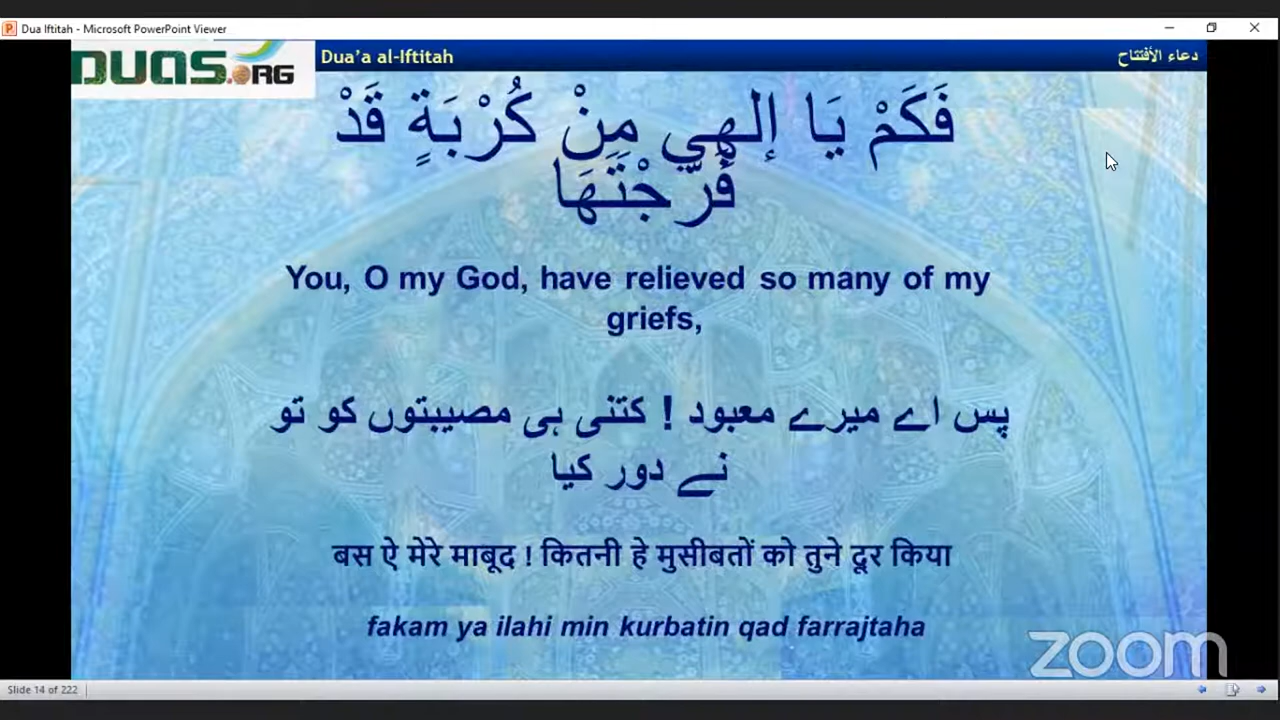 Dua Iftitah - Microsoft PowerPoint Viewer
DUAS.ORG
Dua'a al-Iftitah
دعاء الأفتتاح
فَكَمْ يَا إلهِي مِنْ كُرْبَةٍ قَدْ
فَرَّجْتَهَا
You, O my God, have relieved so many of my
griefs,
پس اے میرے معبود ! کتنی ہی مصیبتوں کو تو
نے دور کیا
बस ऐ मेरे माबूद ! कितनी हे मुसीबतों को तुने दूर किया
fakam ya ilahi min kurbatin qad farrajtaha
zoom
Slide 14 of 222